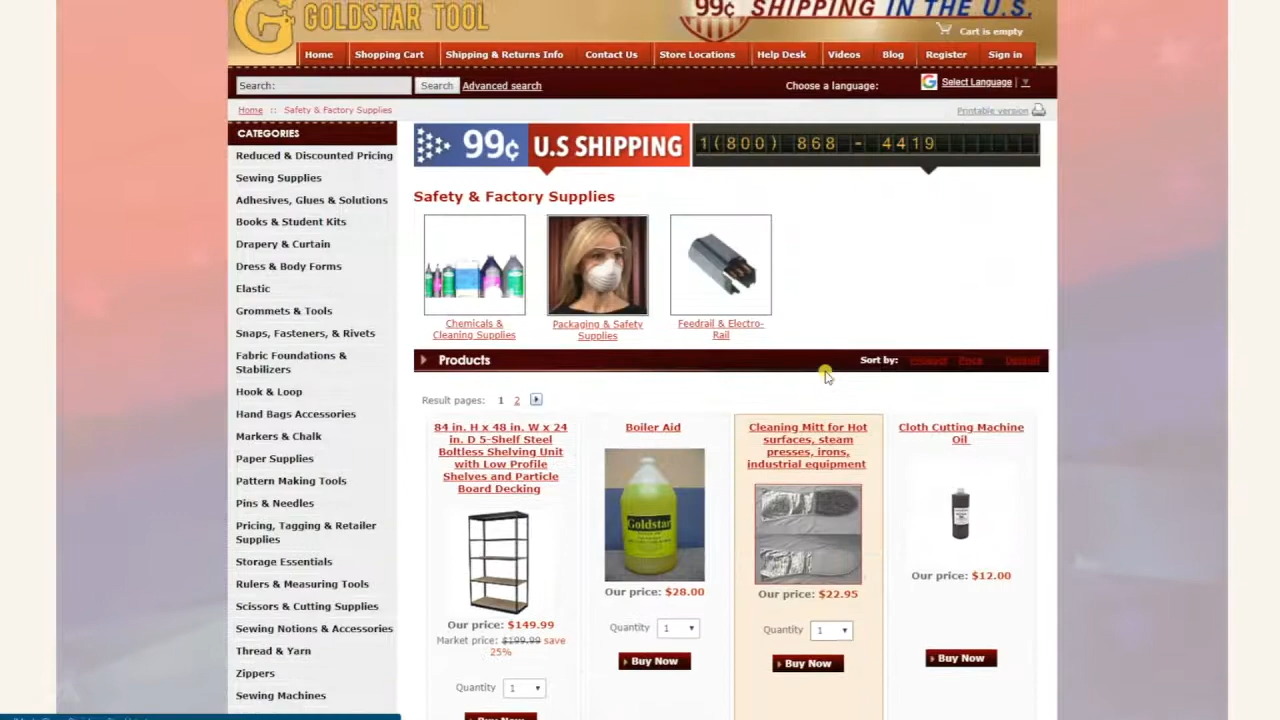 GOLDSTAR TOOL
99¢ SHIPPING IN THE U.S.
Cart is empty
Home
Shopping Cart
Shipping & Returns Info
Contact Us
Store Locations
Help Desk
Videos
Blog
Register
Sign in
Search:
Search
Advanced search
Choose a language:
Select Language
Home :: Safety & Factory Supplies
Printable version
CATEGORIES
Reduced & Discounted Pricing
Sewing Supplies
Adhesives, Glues & Solutions
Books & Student Kits
Drapery & Curtain
Dress & Body Forms
Elastic
Grommets & Tools
Snaps, Fasteners, & Rivets
Fabric Foundations &
Stabilizers
Hook & Loop
Hand Bags Accessories
Markers & Chalk
Paper Supplies
Pattern Making Tools
Pins & Needles
Pricing, Tagging & Retailer
Supplies
Storage Essentials
Rulers & Measuring Tools
Scissors & Cutting Supplies
Sewing Notions & Accessories
Thread & Yarn
Zippers
Sewing Machines
99¢ U.S SHIPPING
1(800) 868 - 4419
Safety & Factory Supplies
Chemicals &
Cleaning Supplies
Packaging & Safety
Supplies
Feedrail & Electro-
Rail
Products
Sort by:
Product
Price
Default
Result pages: 1 2
84 in. H x 48 in. W x 24
in. D 5-Shelf Steel
Boltless Shelving Unit
with Low Profile
Shelves and Particle
Board Decking
Our price: $149.99
Market price: $199.99 save
25%
Quantity 1
Buy Now
Boiler Aid
Goldstar
Our price: $28.00
Quantity 1
Buy Now
Cleaning Mitt for Hot
surfaces, steam
presses, irons,
industrial equipment
Our price: $22.95
Quantity 1
Buy Now
Cloth Cutting Machine
Oil
Our price: $12.00
Buy Now